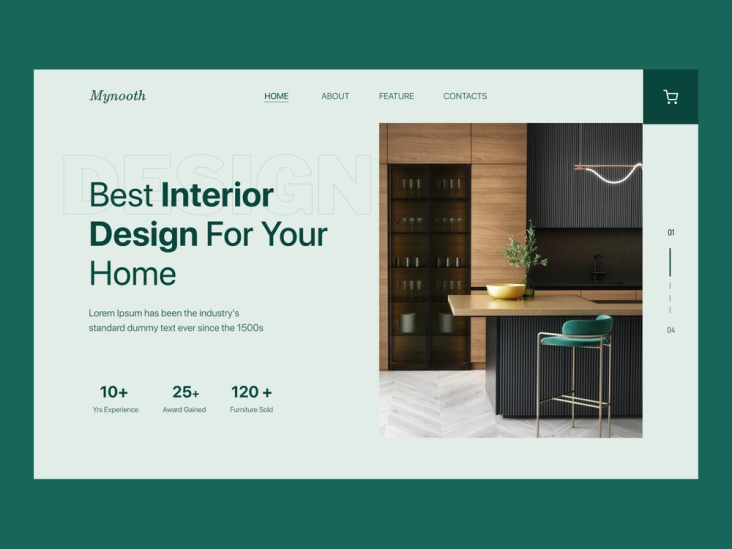 Mynooth
HOME ABOUT FEATURE CONTACTS
DESIGN
Best Interior
Design For Your
Home
Lorem Ipsum has been the industry's
standard dummy text ever since the 1500s
10+ 25+ 120 +
Yrs Experience Award Gained Furniture Sold
01
04